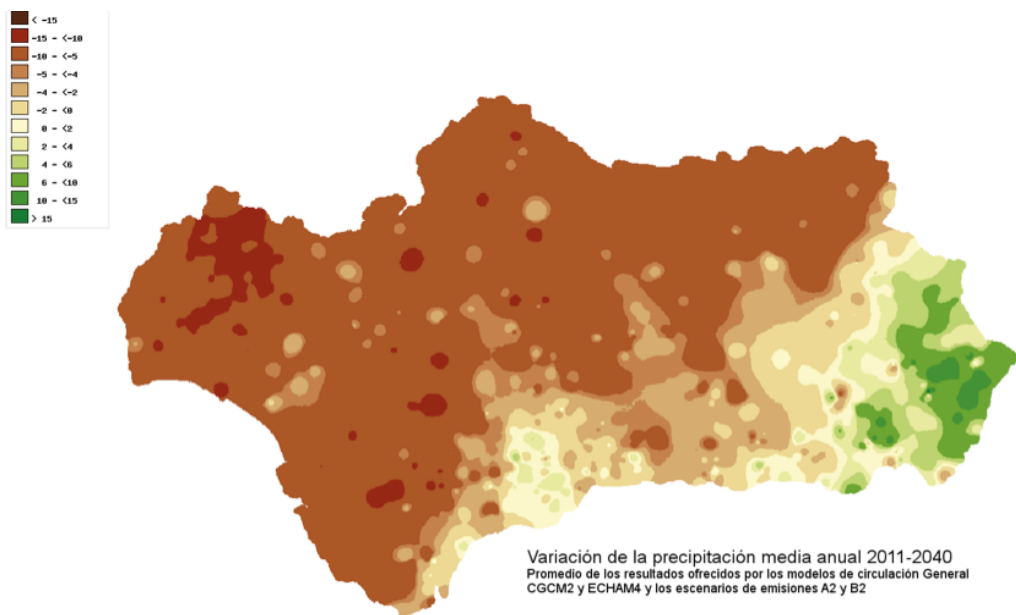 < -15
-15 - <-10
-10 - <-5
-5 - <-4
-4 - <-2
-2 - <0
0 - <2
2 - <4
4 - <6
6 - <10
10 - <15
> 15
Variación de la precipitación media anual 2011-2040
Promedio de los resultados ofrecidos por los modelos de circulación General
CGCM2 y ECHAM4 y los escenarios de emisiones A2 y B2